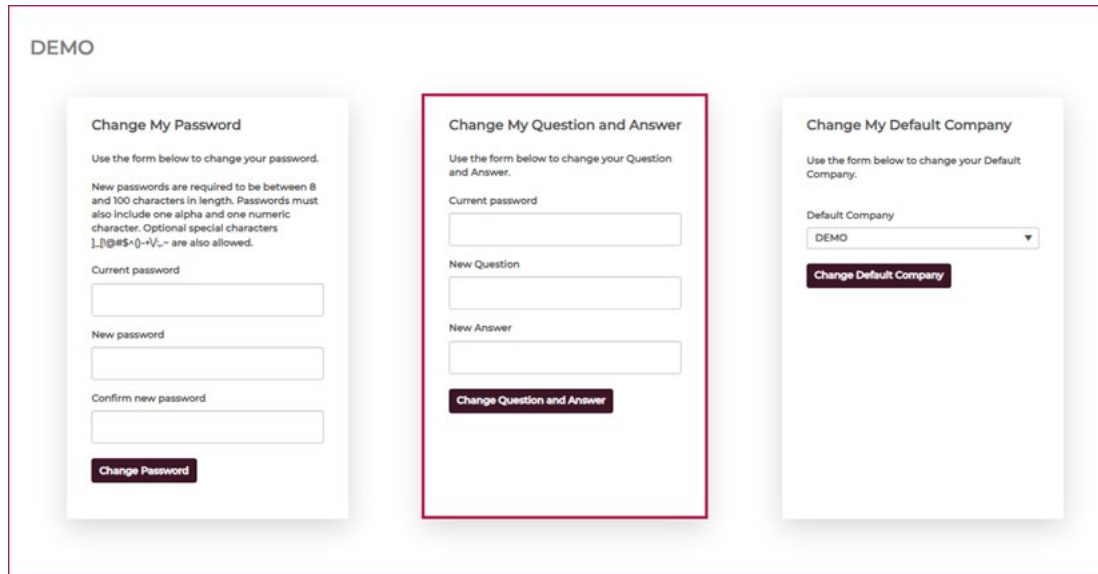 DEMO
Change My Password
Use the form below to change your password.
New passwords are required to be between 8
and 100 characters in length. Passwords must
also include one alpha and one numeric
character. Optional special characters
are also allowed.
Current password
New password
Confirm new password
Change Password
Change My Question and Answer
Use the form below to change your Question
and Answer.
Current password
New Question
New Answer
Change Question and Answer
Change My Default Company
Use the form below to change your Default
Company.
Default Company
DEMO
Change Default Company